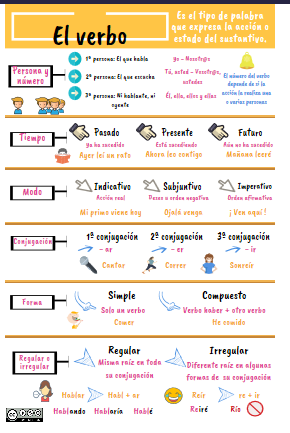 El verbo
Es el tipo de palabra
que expresa la acción o
estado del sustantivo.
Persona y
número
1ª persona: El que habla
2ª persona: El que escucha
3ª persona: Ni hablante, ni
oyente
Yo - Nosotr@s
Tú, usted - Vosotr@s,
ustedes
Él, ella, ellos y ellas
El número del verbo
depende de si la
acción la realiza una
o varias personas
Tiempo
Pasado
Ya ha sucedido
Ayer leí un rato
Presente
Está sucediendo
Ahora leo contigo
Futuro
Aún no ha sucedido
Mañana leeré
Modo
Indicativo
Acción real
Mi primo viene hoy
Subjuntivo
Deseo u orden negativa
Ojalá venga
Imperativo
Orden afirmativa
¡Ven aquí!
Conjugación
1ª conjugación
- ar
Cantar
2ª conjugación
- er
Correr
3ª conjugación
- ir
Sonreír
Forma
Simple
Solo un verbo
Comer
Compuesto
Verbo haber + otro verbo
He comido
Regular o
irregular
Regular
Misma raíz en toda
su conjugación
Irregular
Diferente raíz en algunas
formas de su conjugación
Hablar
Habl + ar
Hablando Hablaría Hablé
Reír
re + ir
Reiré Río